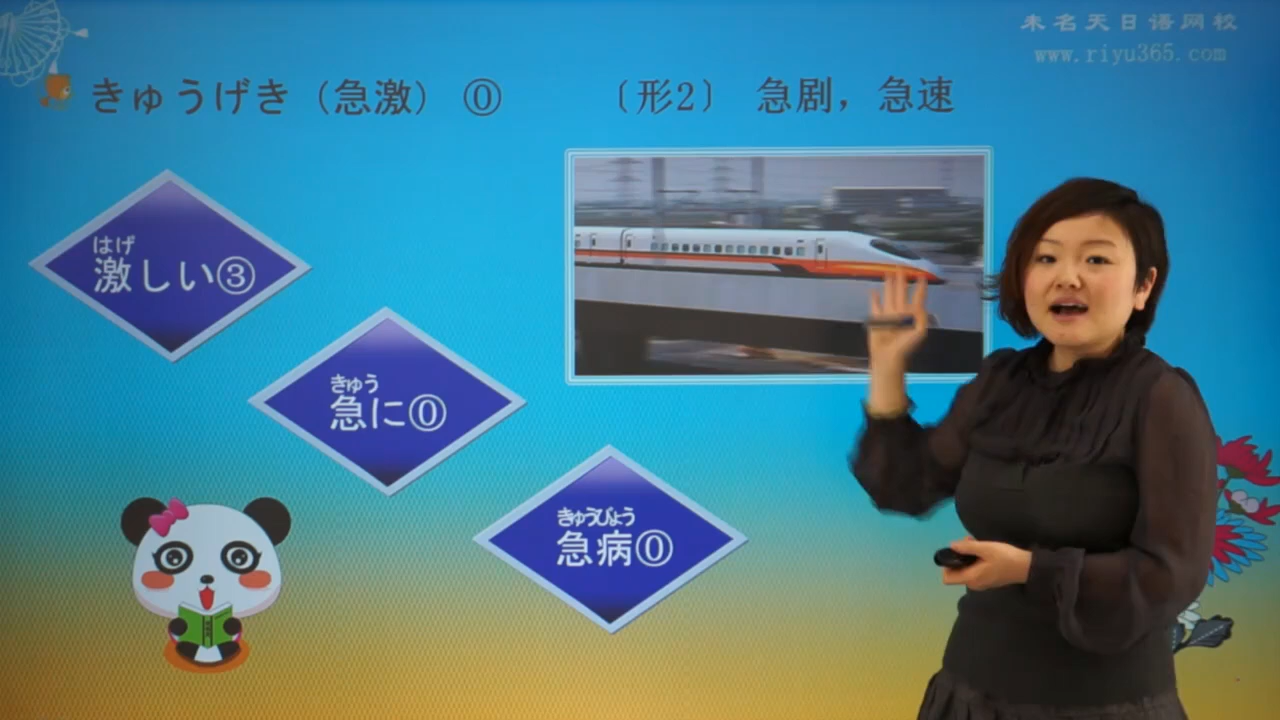 未名天日语网校
www.riyu365.com
きゅうげき（急激）⓪ 〔形2〕 急剧，急速
はげ
激しい③
きゅう
急に⓪
きゅうびょう
急病⓪